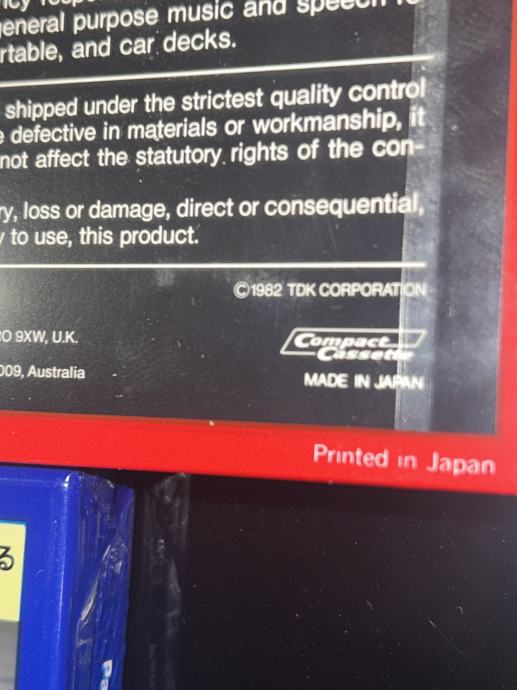 general purpose music and speech
rtable, and car decks.
shipped under the strictest quality control
defective in materials or workmanship, it
not affect the statutory rights of the con-
ry, loss or damage, direct or consequential,
to use, this product.
©1982 TDK CORPORATION
9XW, U.K.
Compact
Cassette
009, Australia
MADE IN JAPAN
Printed in Japan
る